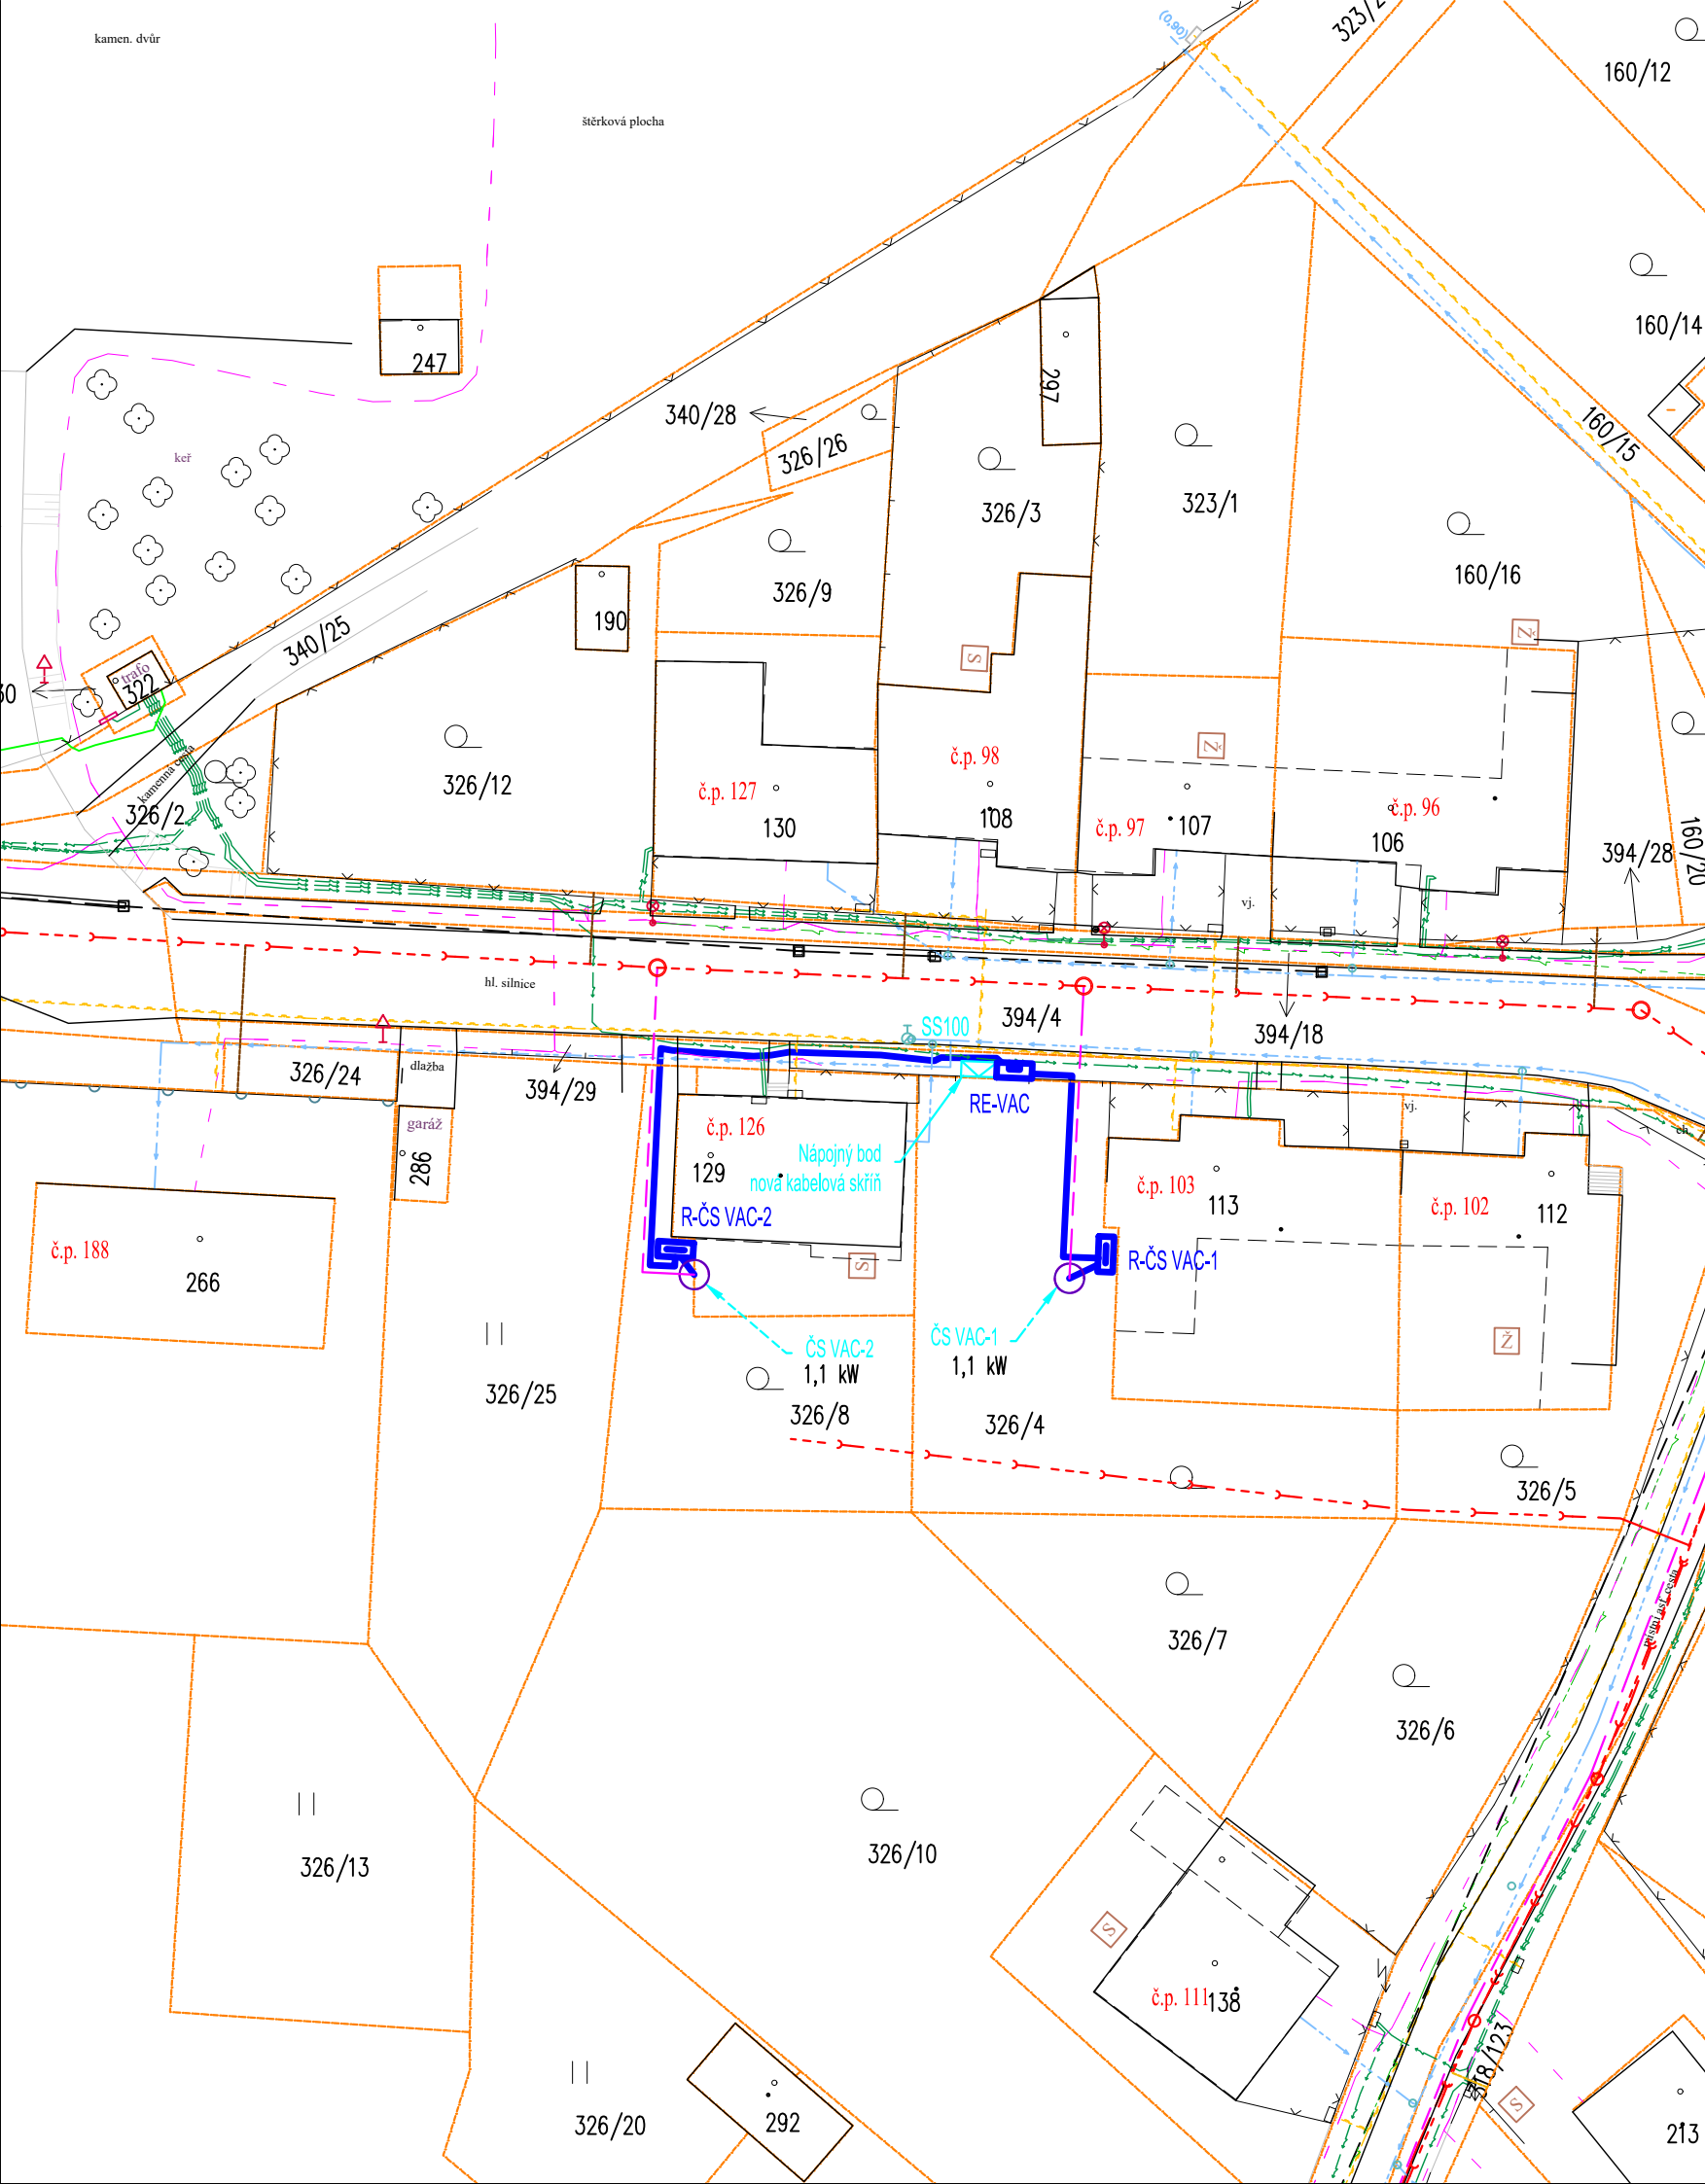 kamen. dvůr
štěrková plocha
(0,90)
160/12
160/14
247
340/28
326/26
297
160/15
keř
326/3
323/1
160/16
326/9
190
340/25
Ž
S
trafo
322
326/12
kamenna cesta
326/2
č.p. 98
Ž
č.p. 127
130
108
č.p. 97
107
č.p. 96
106
394/28
160/20
vj.
hl. silnice
394/4
394/18
SS100
326/24
dlažba
394/29
RE-VAC
garáž
286
č.p. 126
129
Nápojný bod
nová kabelová skříň
vj.
ch.
č.p. 103
113
č.p. 102
112
R-ČS VAC-2
R-ČS VAC-1
č.p. 188
266
S
ČS VAC-2
1,1 kW
ČS VAC-1
1,1 kW
Ž
326/25
326/8
326/4
326/5
326/7
326/6
326/13
326/10
S
č.p. 111
138
318/123
S
326/20
292
213